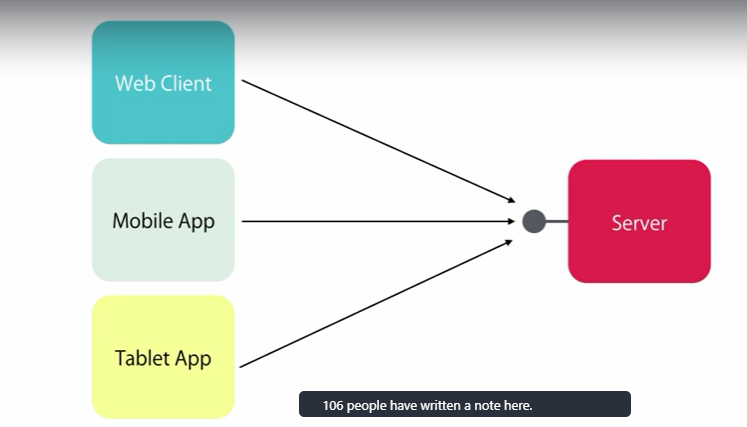 Web Client
Mobile App
Server
Tablet App
106 people have written a note here.